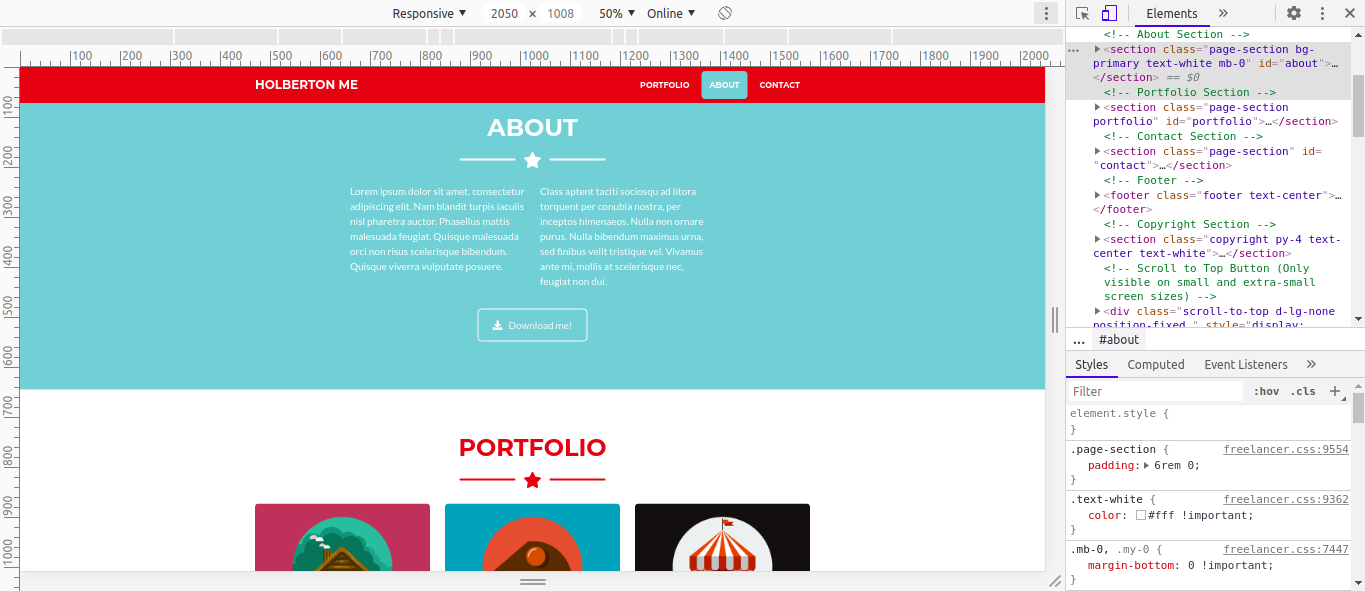 Responsive ▼ 2050 × 1008 50% ▼ Online ▼
100 200 300 400 500 600 700 800 900 1000 1100 1200 1300 1400 1500 1600 1700 1800 1900 2000
100
200
300
400
500
600
700
800
900
1000
HOLBERTON ME PORTFOLIO ABOUT CONTACT
ABOUT
Lorem ipsum dolor sit amet, consectetur
adipiscing elit. Nam blandit turpis iaculis
nisl pharetra auctor. Phasellus mattis
malesuada feugiat. Quisque malesuada
orci non risus scelerisque bibendum.
Quisque viverra vulputate posuere.
Class aptent taciti sociosqu ad litora
torquent per conubia nostra, per
inceptos himenaeos. Nulla non ornare
purus. Nulla bibendum maximus urna,
sed finibus velit tristique vel. Vivamus
ante mi, mollis at scelerisque nec,
feugiat non dui.
Download me!
PORTFOLIO
Elements »
<!-- About Section -->
… ▶<section class="page-section bg-
primary text-white mb-0" id="about">…
</section> == $0
<!-- Portfolio Section -->
▶<section class="page-section
portfolio" id="portfolio">…</section>
<!-- Contact Section -->
▶<section class="page-section" id=
"contact">…</section>
<!-- Footer -->
▶<footer class="footer text-center">…
</footer>
<!-- Copyright Section -->
▶<section class="copyright py-4 text-
center text-white">…</section>
<!-- Scroll to Top Button (Only
visible on small and extra-small
screen sizes) -->
▶<div class="scroll-to-top d-lg-none
position-fixed " style="display:
... #about
Styles Computed Event Listeners »
Filter :hov .cls +
element.style {
}
.page-section { freelancer.css:9554
padding: ▶ 6rem 0;
}
.text-white { freelancer.css:9362
color: #fff !important;
}
.mb-0, .my-0 { freelancer.css:7447
margin-bottom: 0 !important;
}